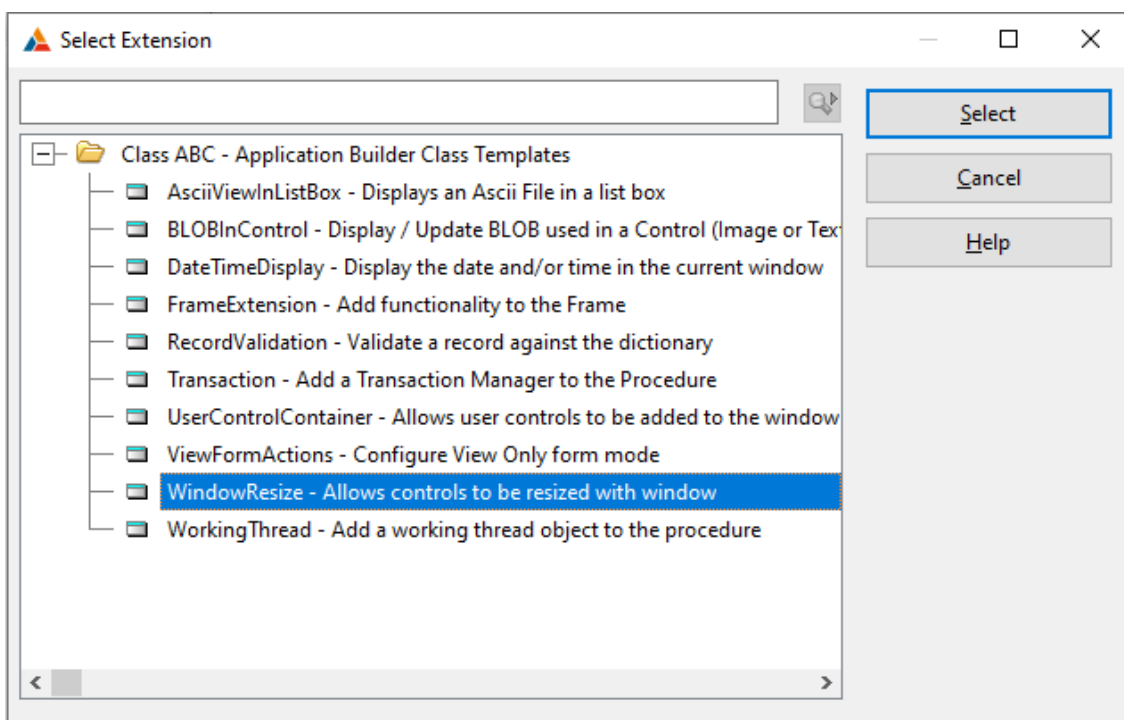 Select Extension
Select
Class ABC - Application Builder Class Templates
AsciiViewInListBox - Displays an Ascii File in a list box
Cancel
BLOBInControl - Display / Update BLOB used in a Control (Image or Tex
Help
DateTimeDisplay - Display the date and/or time in the current window
FrameExtension - Add functionality to the Frame
RecordValidation - Validate a record against the dictionary
Transaction - Add a Transaction Manager to the Procedure
UserControlContainer - Allows user controls to be added to the window
ViewFormActions - Configure View Only form mode
WindowResize - Allows controls to be resized with window
WorkingThread - Add a working thread object to the procedure